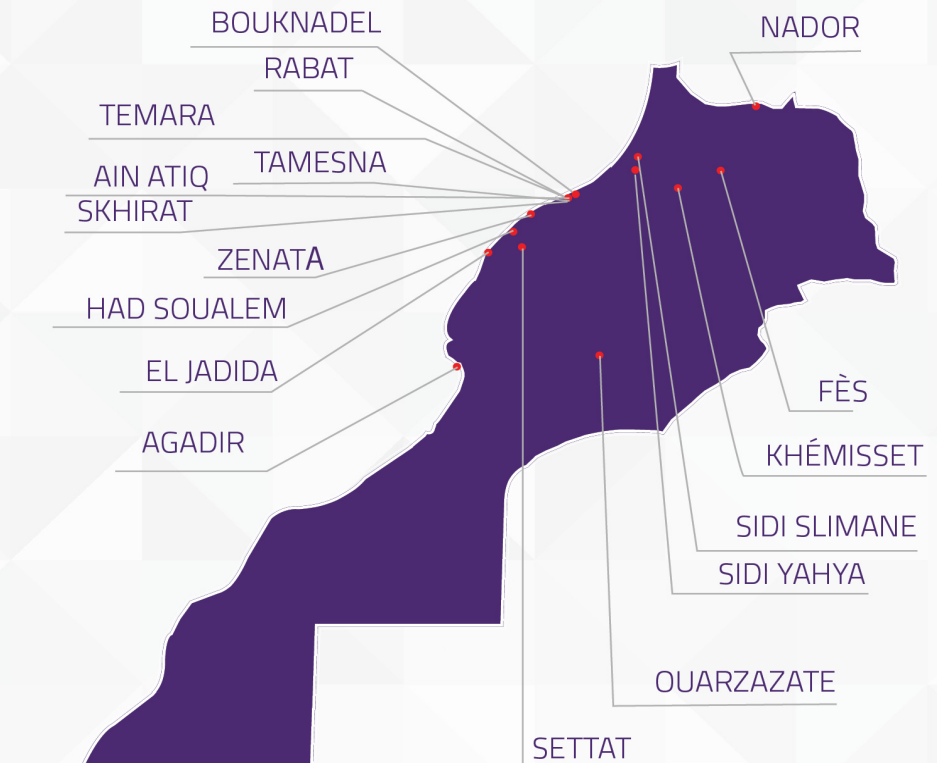 BOUKNADEL
NADOR
RABAT
TEMARA
TAMESNA
AIN ATIQ
SKHIRAT
ZENATA
HAD SOUALEM
EL JADIDA
FÈS
AGADIR
KHÉMISSET
SIDI SLIMANE
SIDI YAHYA
OUARZAZATE
SETTAT